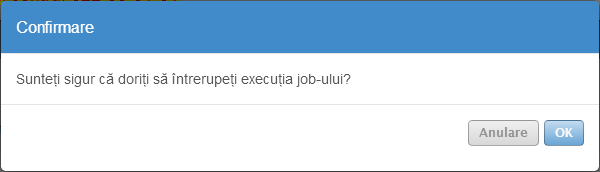 Confirmare
Sunteți sigur că doriți să întrerupeți execuția job-ului?
Anulare OK